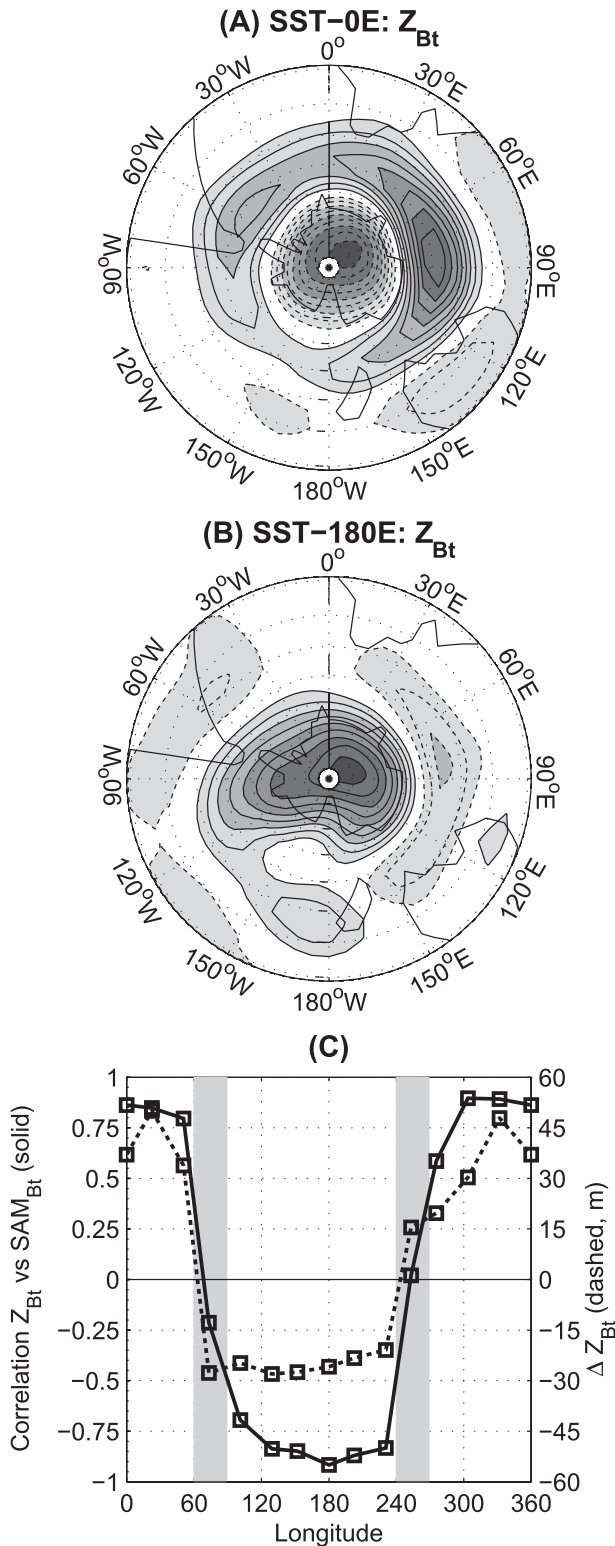 (A) SST−0E: Z_Bt
0°
30°E
60°E
90°E
120°E
150°E
180°W
150°W
120°W
90°W
60°W
30°W
(B) SST−180E: Z_Bt
0°
30°E
60°E
90°E
120°E
150°E
180°W
150°W
120°W
90°W
60°W
30°W
(C)
Correlation Z_Bt vs SAM_Bt (solid)
1
0.75
0.5
0.25
0
−0.25
−0.5
−0.75
−1
60
45
30
15
0
−15
−30
−45
−60
Δ Z_Bt (dashed, m)
0 60 120 180 240 300 360
Longitude